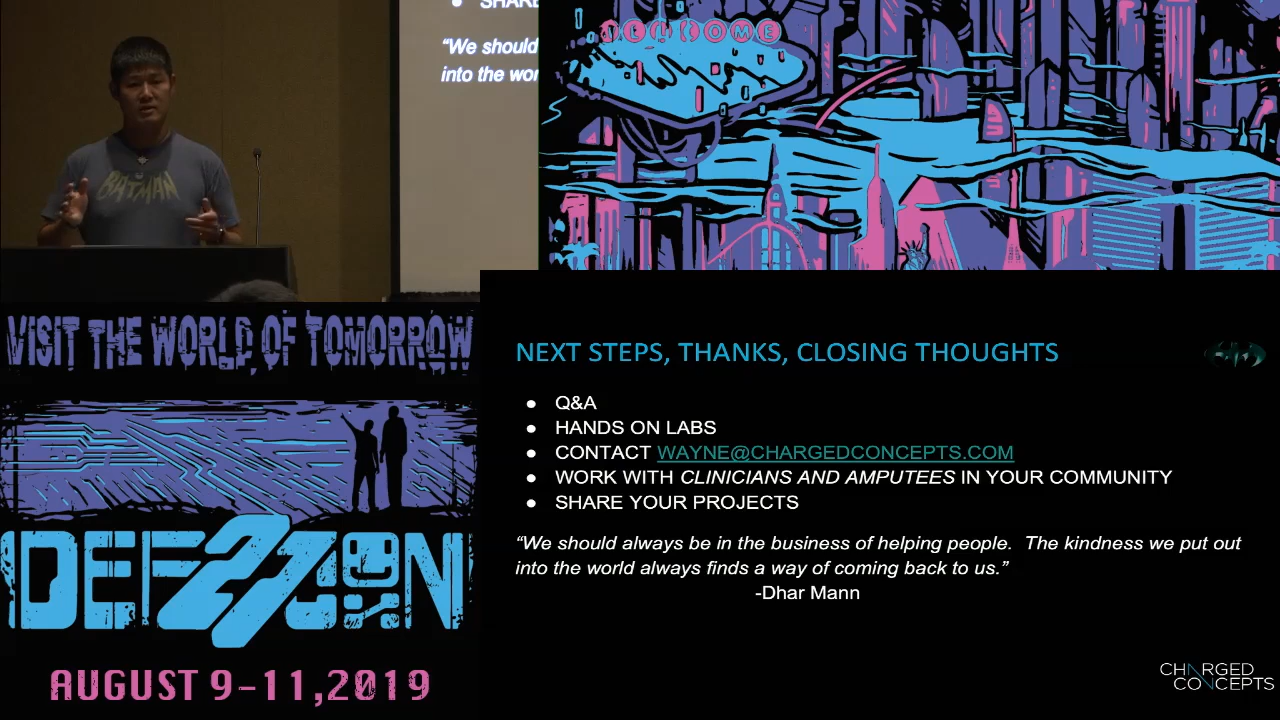 SHARE
“We should
into the wor
WELCOME
BATMAN
VISIT THE WORLD OF TOMORROW
DEF CON 27
AUGUST 9-11,2019
NEXT STEPS, THANKS, CLOSING THOUGHTS
● Q&A
● HANDS ON LABS
● CONTACT WAYNE@CHARGEDCONCEPTS.COM
● WORK WITH CLINICIANS AND AMPUTEES IN YOUR COMMUNITY
● SHARE YOUR PROJECTS
“We should always be in the business of helping people. The kindness we put out
into the world always finds a way of coming back to us.”
-Dhar Mann
CHARGED
CONCEPTS